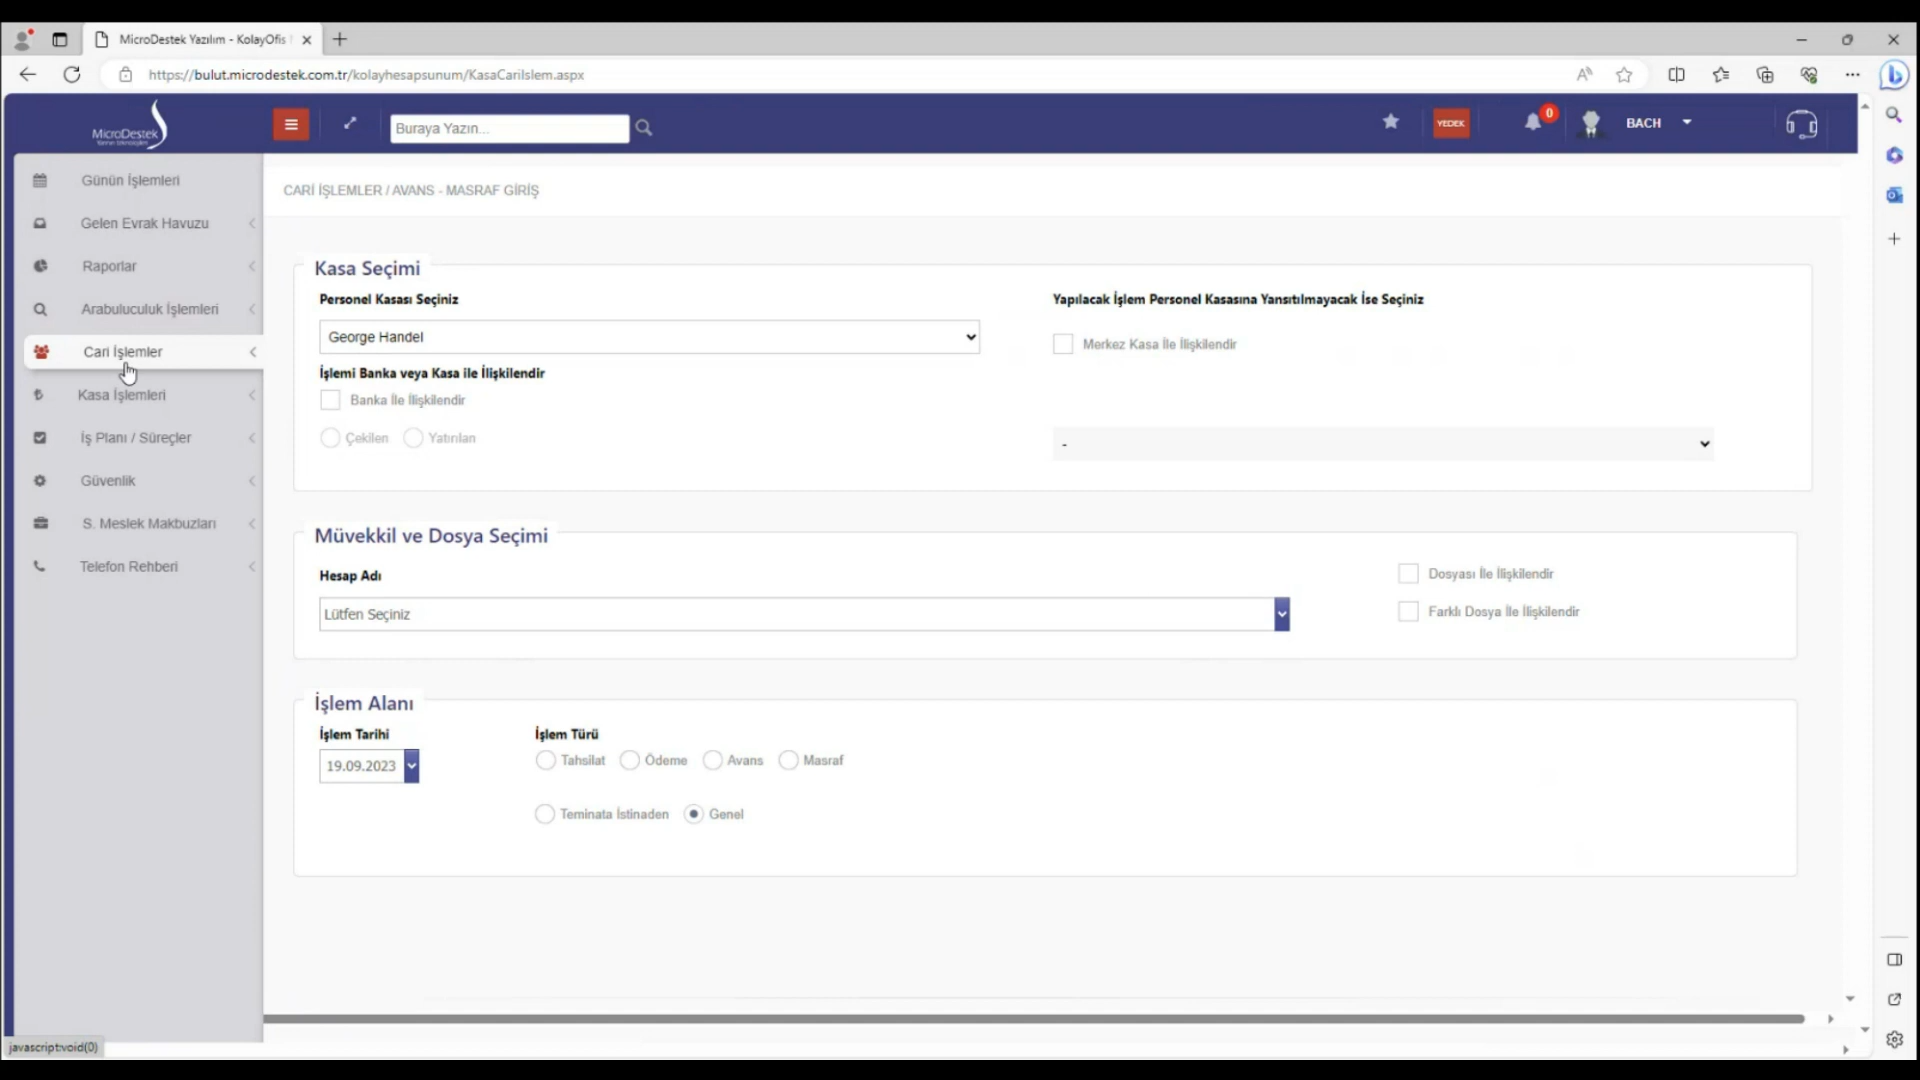 MicroDestek Yazılım - KolayOfis
https://bulut.microdestek.com.tr/kolayhesapsunum/KasaCariIslem.aspx
MicroDestek
Buraya Yazın...
YEDEK
0
BACH
Günün İşlemleri
Gelen Evrak Havuzu
Raporlar
Arabuluculuk İşlemleri
Cari İşlemler
Kasa İşlemleri
İş Planı / Süreçler
Güvenlik
S. Meslek Makbuzları
Telefon Rehberi
CARİ İŞLEMLER / AVANS - MASRAF GİRİŞ
Kasa Seçimi
Personel Kasası Seçiniz
Yapılacak İşlem Personel Kasasına Yansıtılmayacak İse Seçiniz
George Handel
Merkez Kasa İle İlişkilendir
İşlemi Banka veya Kasa ile İlişkilendir
Banka İle İlişkilendir
Çekilen
Yatırılan
-
Müvekkil ve Dosya Seçimi
Hesap Adı
Dosyası İle İlişkilendir
Lütfen Seçiniz
Farklı Dosya İle İlişkilendir
İşlem Alanı
İşlem Tarihi
İşlem Türü
19.09.2023
Tahsilat
Ödeme
Avans
Masraf
Teminata İstinaden
Genel
javascript:void(0)